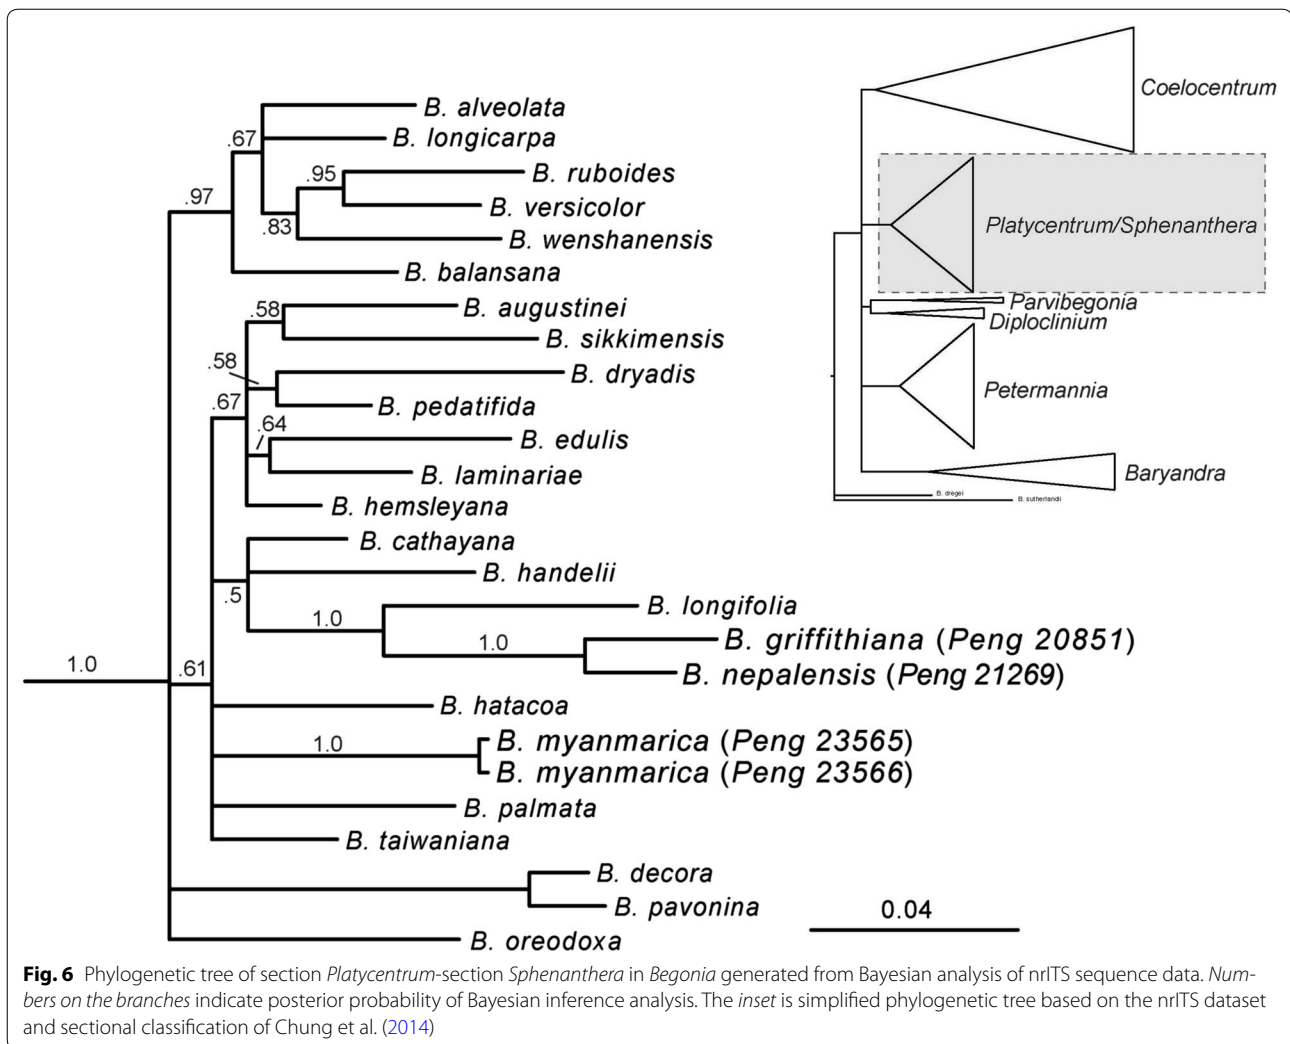 B. alveolata
B. longicarpa
.67
.95
B. ruboides
.97
B. versicolor
.83
B. wenshanensis
B. balansana
.58
B. augustinei
B. sikkimensis
.58
B. dryadis
.67
B. pedatifida
.64
B. edulis
B. laminariae
B. hemsleyana
B. cathayana
B. handelii
.5
1.0
B. longifolia
1.0
B. griffithiana (Peng 20851)
1.0
.61
B. nepalensis (Peng 21269)
B. hatacoa
1.0
B. myanmarica (Peng 23565)
B. myanmarica (Peng 23566)
B. palmata
B. taiwaniana
B. decora
B. pavonina
B. oreodoxa
Coelocentrum
Platycentrum/Sphenanthera
Parvibegonia
Diploclinium
Petermannia
Baryandra
B. dregei
B. sutherlandii
0.04
Fig. 6 Phylogenetic tree of section Platycentrum-section Sphenanthera in Begonia generated from Bayesian analysis of nrITS sequence data. Num-
bers on the branches indicate posterior probability of Bayesian inference analysis. The inset is simplified phylogenetic tree based on the nrITS dataset
and sectional classification of Chung et al. (2014)